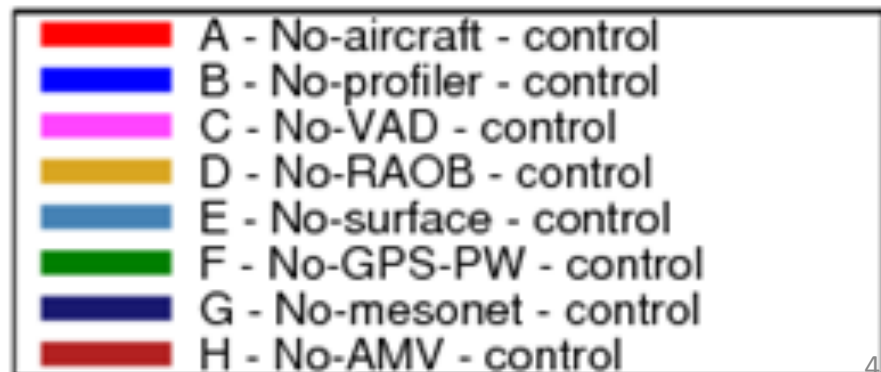 A - No-aircraft - control
B - No-profiler - control
C - No-VAD - control
D - No-RAOB - control
E - No-surface - control
F - No-GPS-PW - control
G - No-mesonet - control
H - No-AMV - control
4